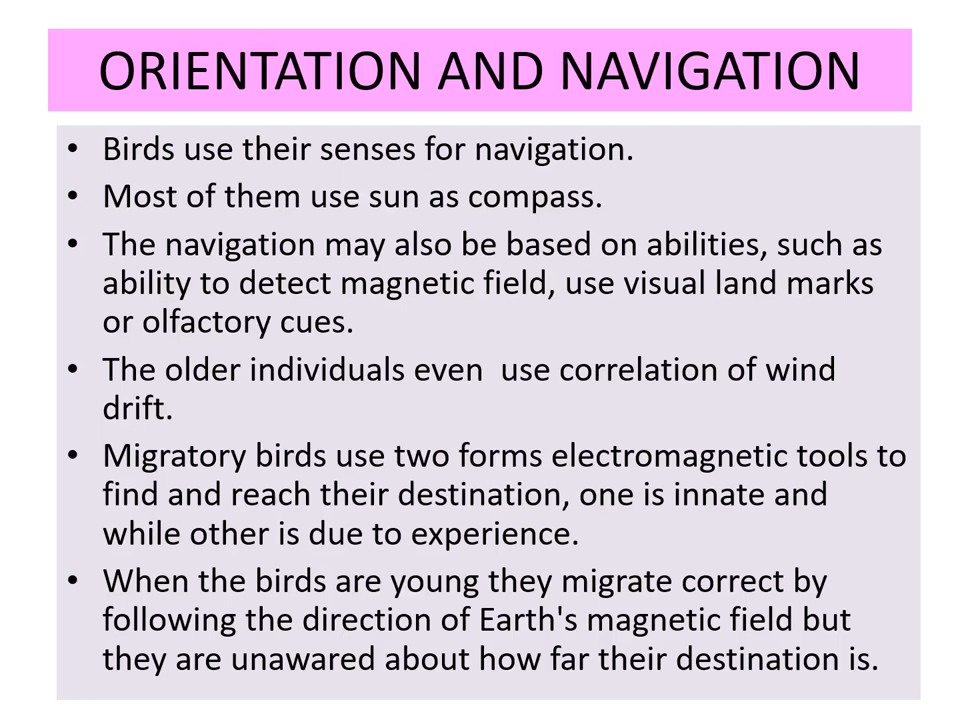 ORIENTATION AND NAVIGATION
• Birds use their senses for navigation.
• Most of them use sun as compass.
• The navigation may also be based on abilities, such as
ability to detect magnetic field, use visual land marks
or olfactory cues.
• The older individuals even  use correlation of wind
drift.
• Migratory birds use two forms electromagnetic tools to
find and reach their destination, one is innate and
while other is due to experience.
• When the birds are young they migrate correct by
following the direction of Earth's magnetic field but
they are unawared about how far their destination is.